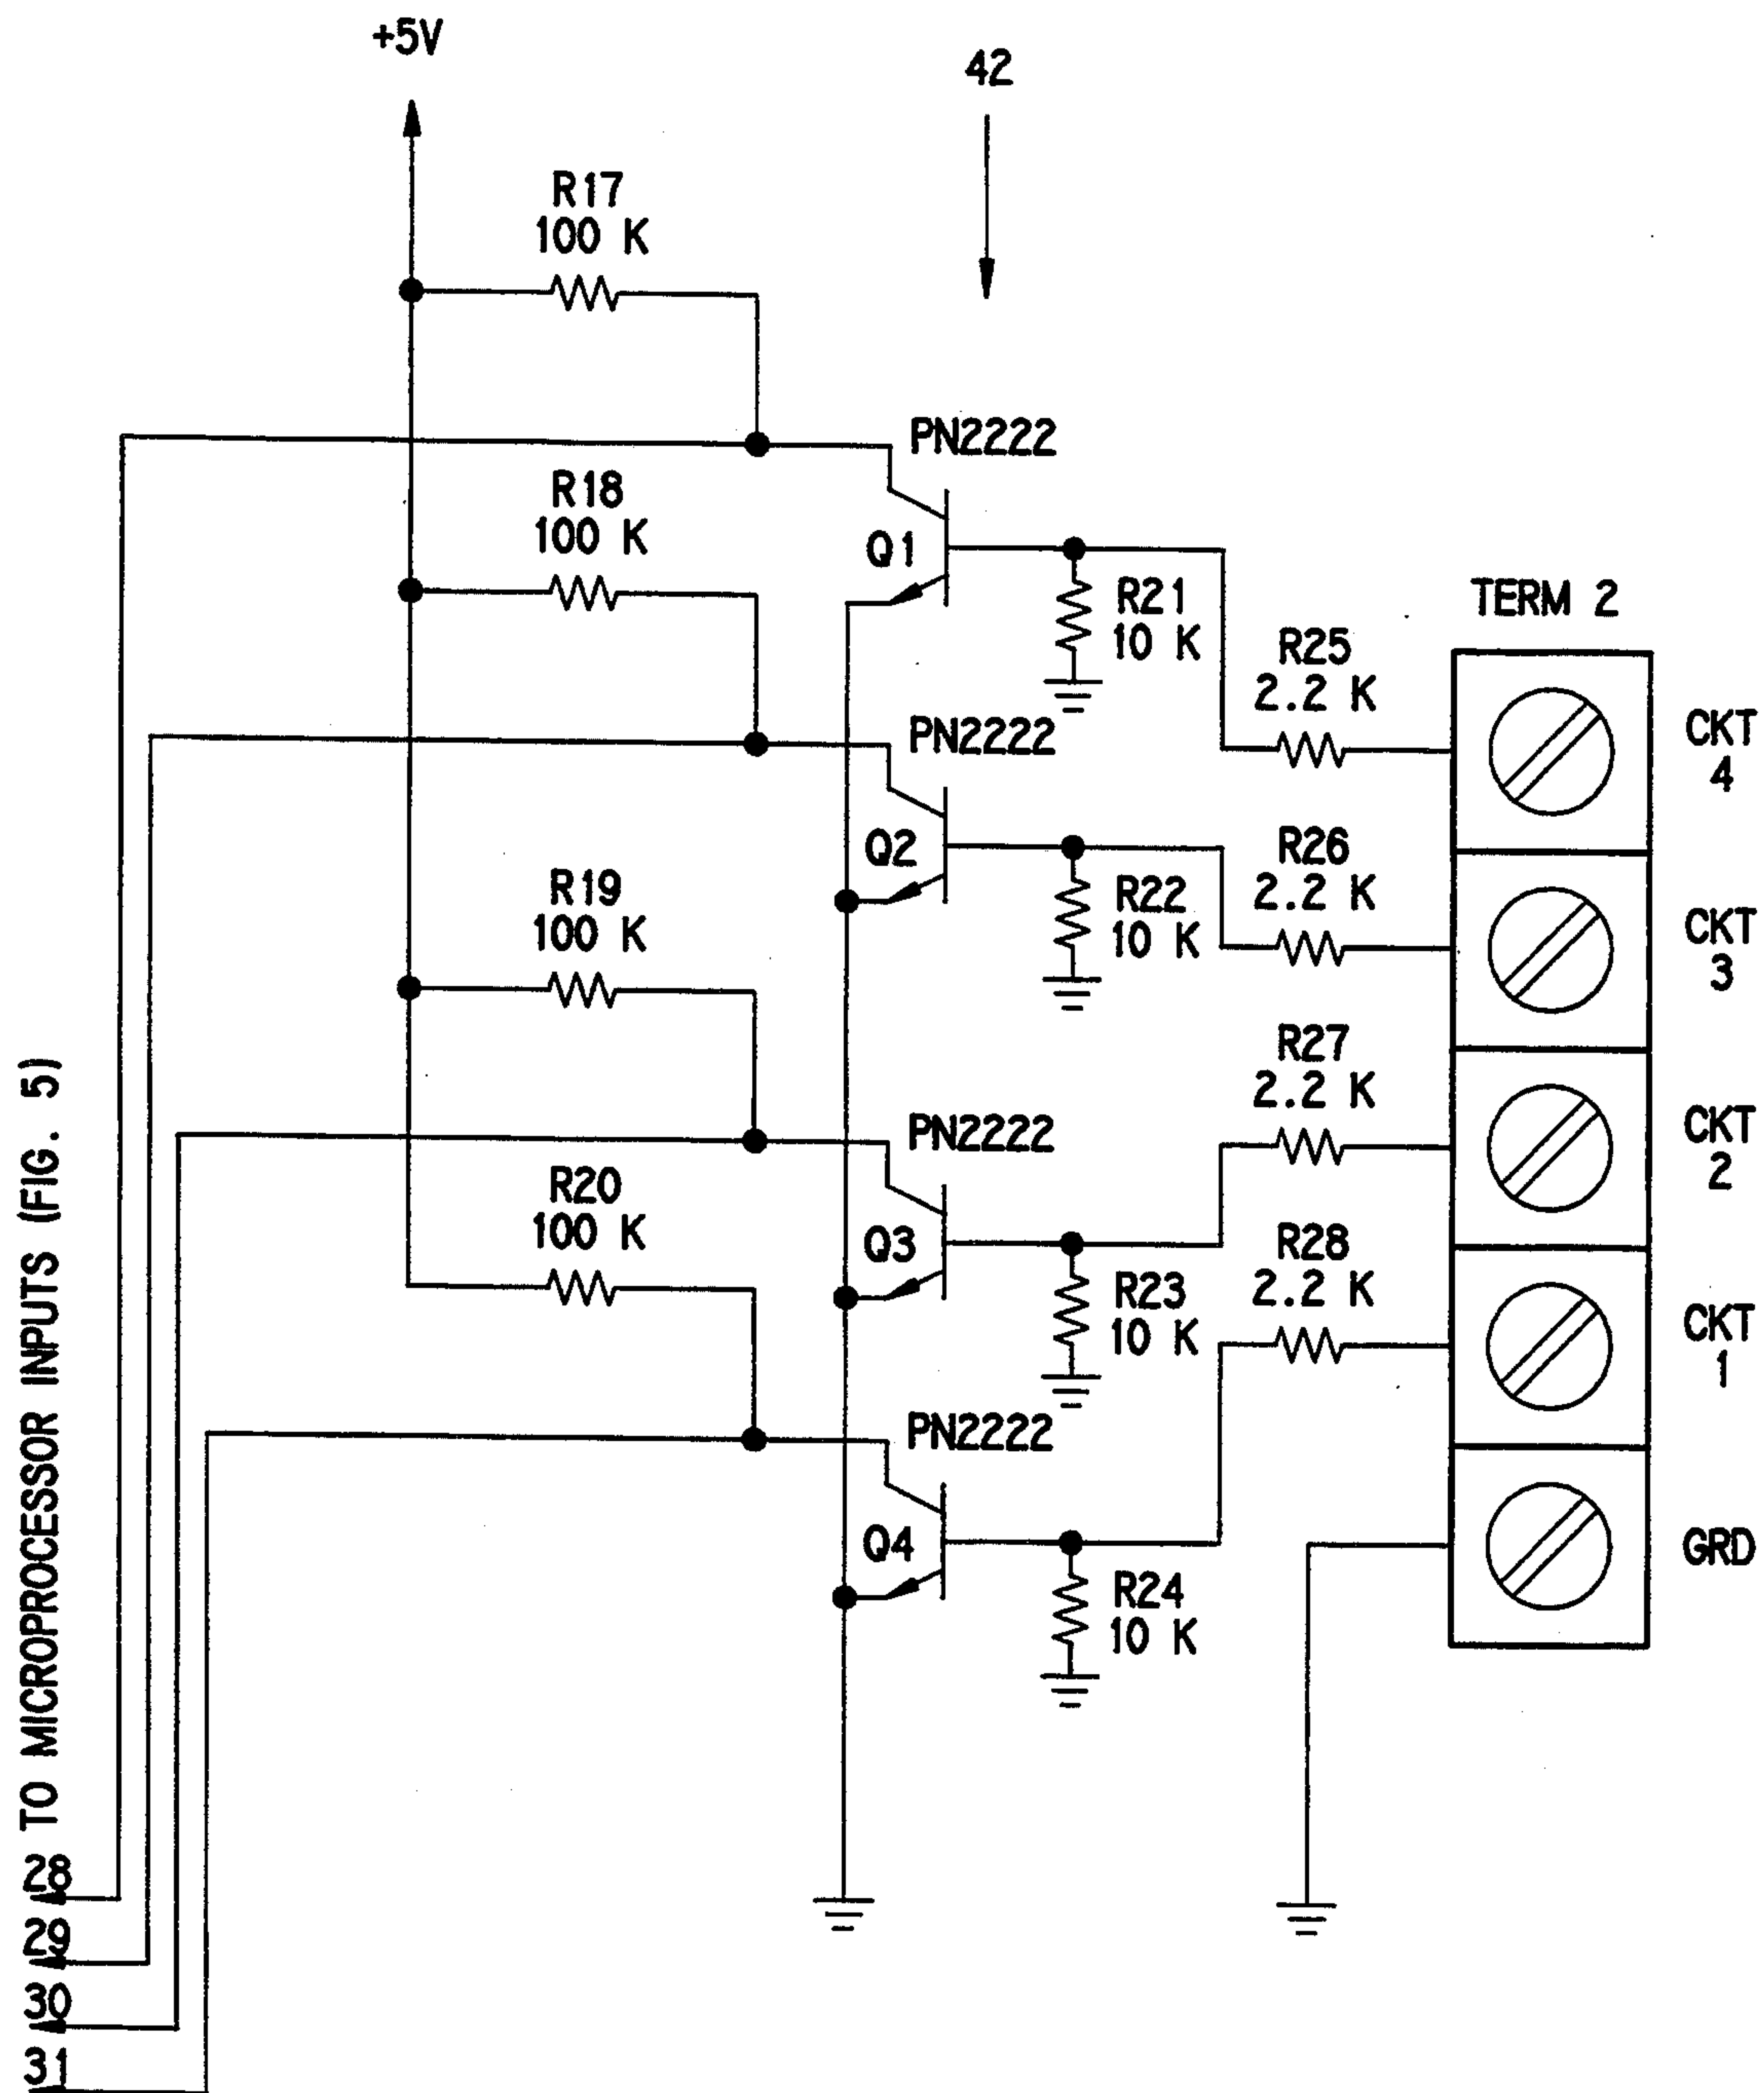 +5V
42
R17
100 K
PN2222
R18
100 K
Q1
R21
10 K
TERM 2
R25
2.2 K
CKT
4
PN2222
Q2
R22
10 K
R26
2.2 K
CKT
3
R19
100 K
R27
2.2 K
CKT
2
PN2222
R20
100 K
Q3
R23
10 K
R28
2.2 K
CKT
1
PN2222
Q4
R24
10 K
GRD
TO MICROPROCESSOR INPUTS (FIG. 5)
28
29
30
31